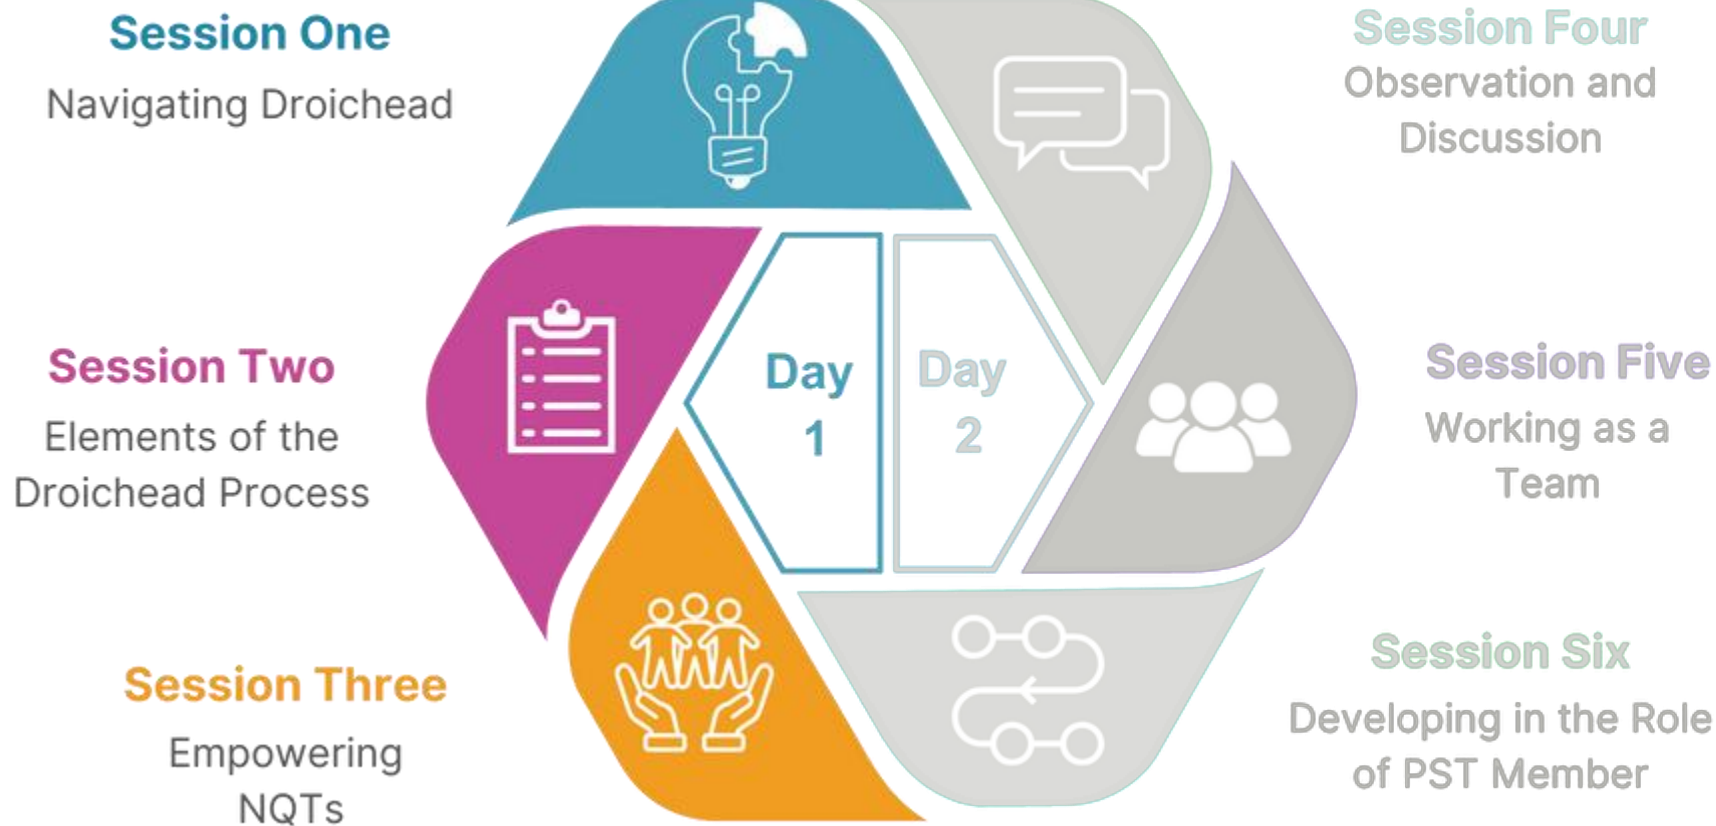 Session One
Navigating Droichead
Session Two
Elements of the
Droichead Process
Session Three
Empowering
NQTs
Day
1
Day
2
Session Four
Observation and
Discussion
Session Five
Working as a
Team
Session Six
Developing in the Role
of PST Member